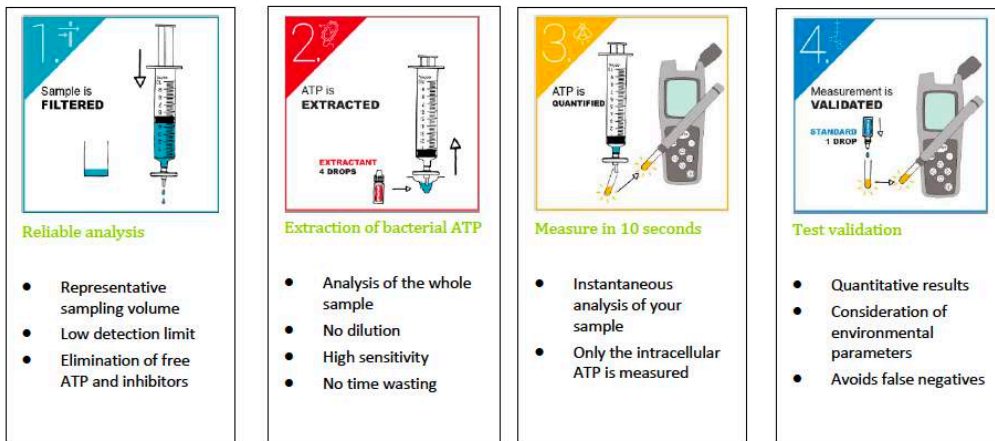 1.
Sample is
FILTERED
Reliable analysis
● Representative
sampling volume
● Low detection limit
● Elimination of free
ATP and inhibitors
2.
ATP is
EXTRACTED
EXTRACTANT
4 DROPS
Extraction of bacterial ATP
● Analysis of the whole
sample
● No dilution
● High sensitivity
● No time wasting
3.
ATP is
QUANTIFIED
Measure in 10 seconds
● Instantaneous
analysis of your
sample
● Only the intracellular
ATP is measured
4.
Measurement is
VALIDATED
STANDARD
1 DROP
Test validation
● Quantitative results
● Consideration of
environmental
parameters
● Avoids false negatives